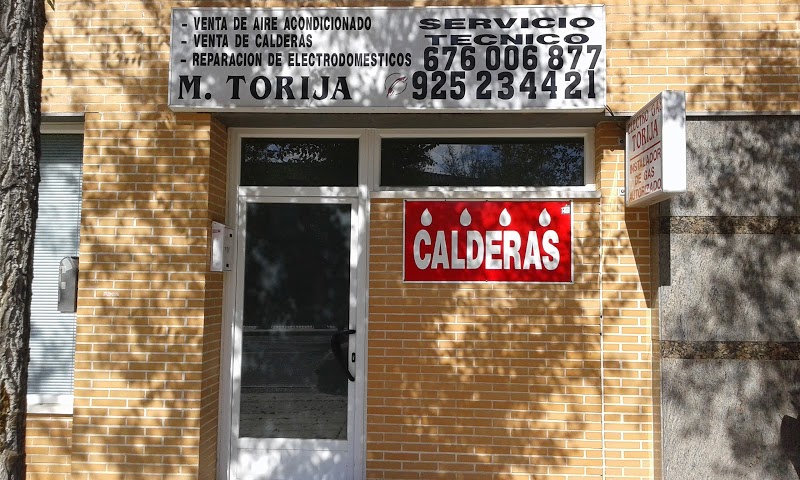 - VENTA DE AIRE ACONDICIONADO
- VENTA DE CALDERAS
- REPARACION DE ELECTRODOMESTICOS
M. TORIJA
SERVICIO
TECNICO
676 006 877
925 234421
TORIJA
INSTALADOR
DE GAS
AUTORIZADO
CALDERAS